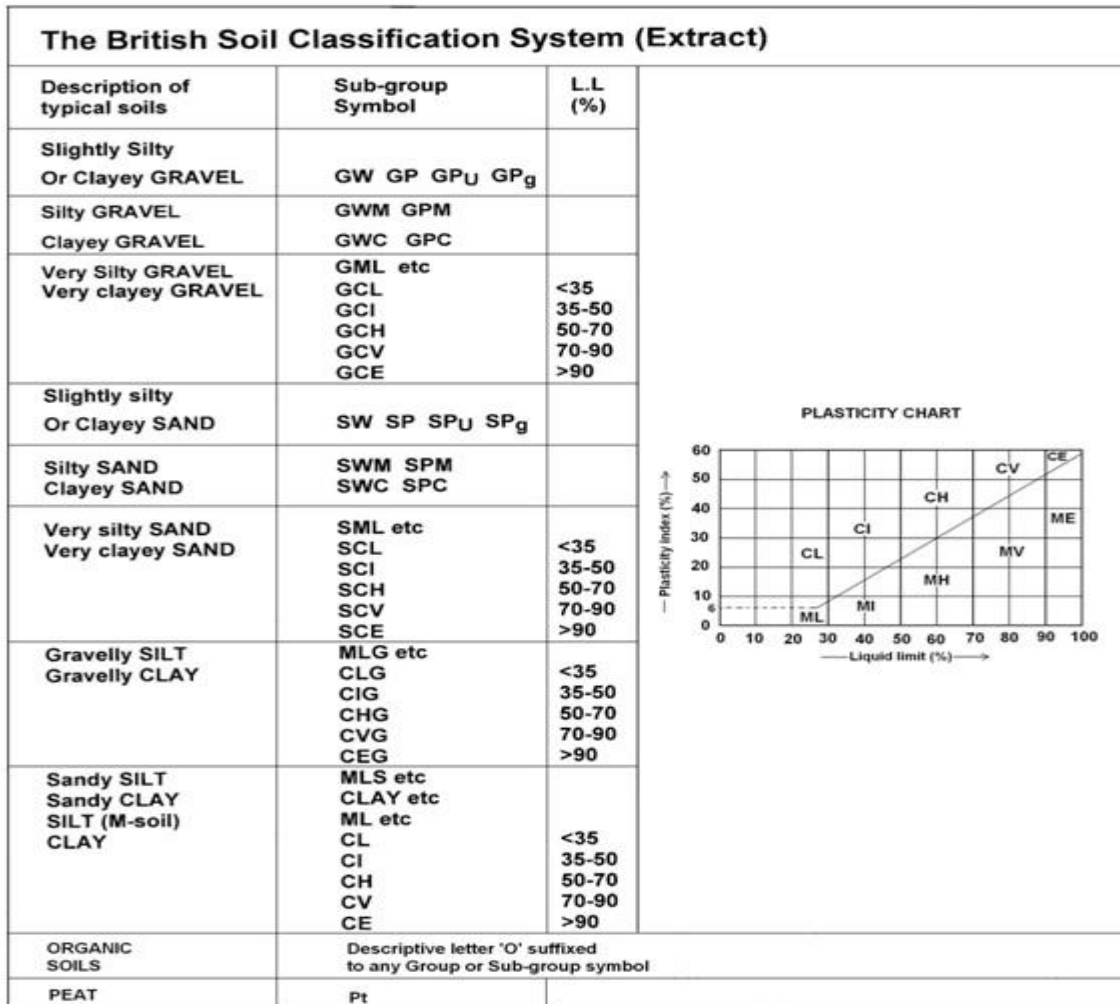 The British Soil Classification System (Extract)
Description of typical soils
Sub-group Symbol
L.L (%)
Slightly Silty
Or Clayey GRAVEL GW GP GPU GPg
Silty GRAVEL GWM GPM
Clayey GRAVEL GWC GPC
Very Silty GRAVEL GML etc
Very clayey GRAVEL GCL <35
GCI 35-50
GCH 50-70
GCV 70-90
GCE >90
Slightly silty
Or Clayey SAND SW SP SPU SPg
Silty SAND SWM SPM
Clayey SAND SWC SPC
Very silty SAND SML etc
Very clayey SAND SCL <35
SCI 35-50
SCH 50-70
SCV 70-90
SCE >90
Gravelly SILT MLG etc
Gravelly CLAY CLG <35
CIG 35-50
CHG 50-70
CVG 70-90
CEG >90
Sandy SILT MLS etc
Sandy CLAY CLAY etc
SILT (M-soil) ML etc
CLAY CL <35
CI 35-50
CH 50-70
CV 70-90
CE >90
ORGANIC SOILS
Descriptive letter 'O' suffixed
to any Group or Sub-group symbol
PEAT Pt
PLASTICITY CHART
Plasticity index (%)
60
50
40
30
20
10
6
0
CE
CV
CH
ME
CI
CL
MV
MH
MI
ML
0 10 20 30 40 50 60 70 80 90 100
Liquid limit (%)